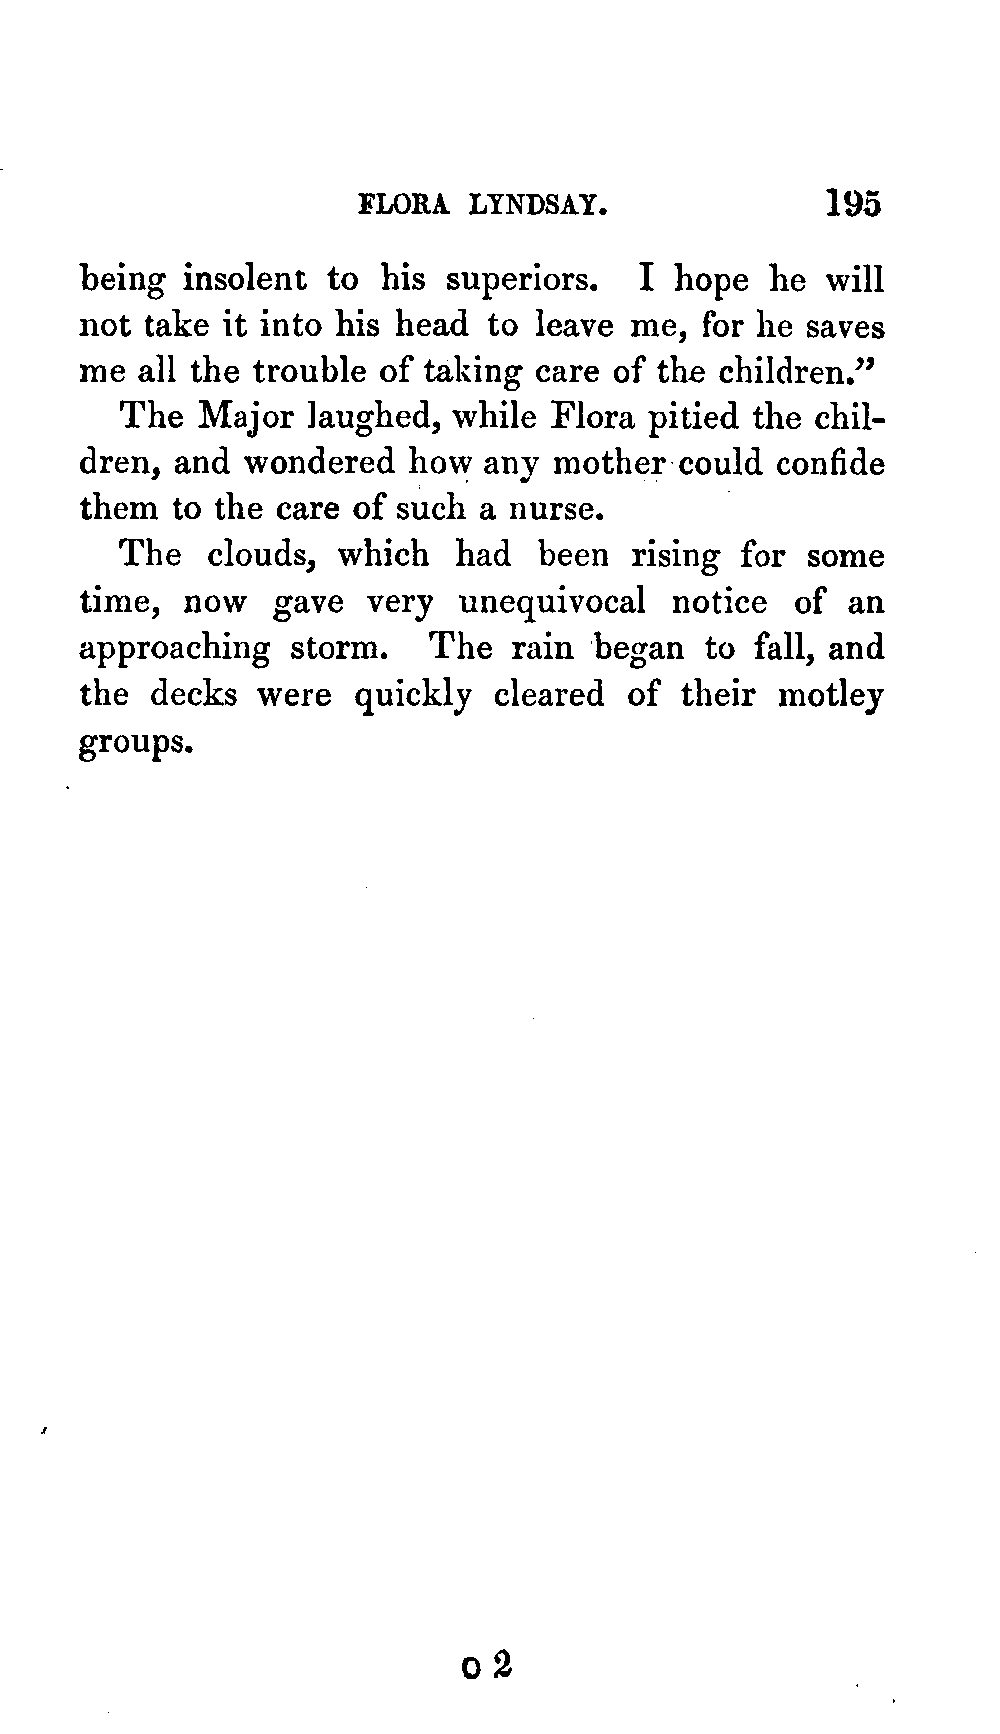 FLORA LYNDSAY. 195
being insolent to his superiors. I hope he will
not take it into his head to leave me, for he saves
me all the trouble of taking care of the children.”
The Major laughed, while Flora pitied the chil-
dren, and wondered how any mother could confide
them to the care of such a nurse.
The clouds, which had been rising for some
time, now gave very unequivocal notice of an
approaching storm. The rain began to fall, and
the decks were quickly cleared of their motley
groups.
O 2